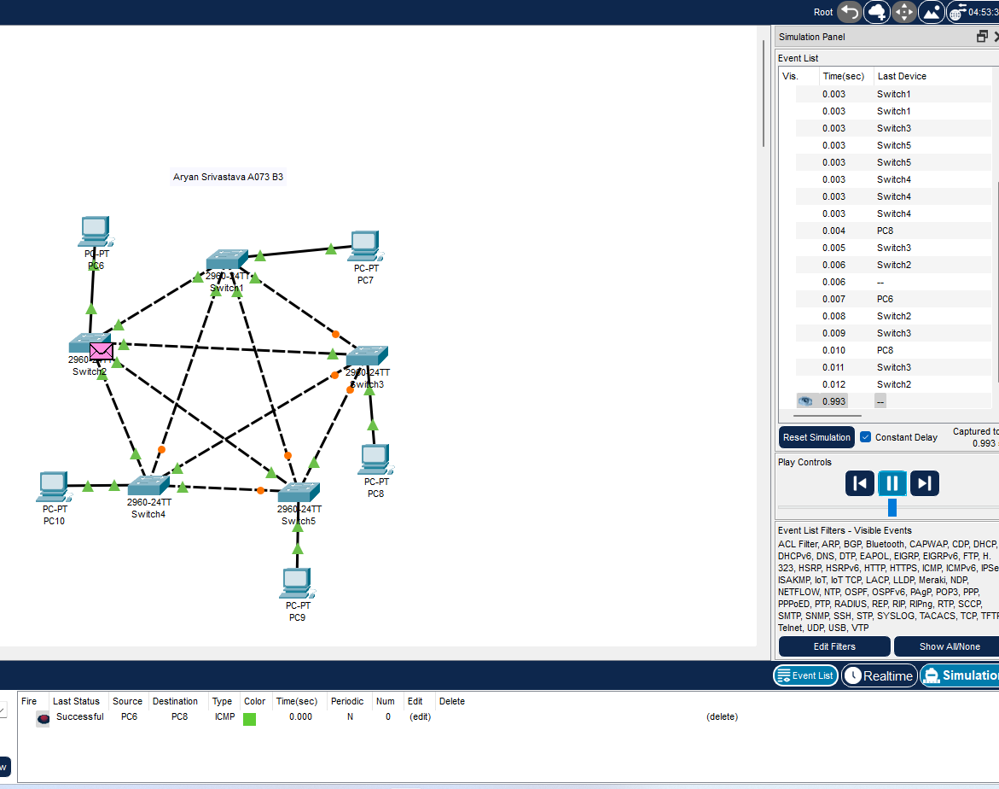 Root
04:53:3
Simulation Panel
Event List
Vis. Time(sec) Last Device
0.003 Switch1
0.003 Switch1
0.003 Switch3
0.003 Switch5
0.003 Switch5
0.003 Switch4
0.003 Switch4
0.003 Switch4
0.004 PC8
0.005 Switch3
0.006 Switch2
0.006 --
0.007 PC6
0.008 Switch2
0.009 Switch3
0.010 PC8
0.011 Switch3
0.012 Switch2
0.993 --
Reset Simulation
Constant Delay
Captured to
0.993
Play Controls
Event List Filters - Visible Events
ACL Filter, ARP, BGP, Bluetooth, CAPWAP, CDP, DHCP,
DHCPv6, DNS, DTP, EAPOL, EIGRP, EIGRPv6, FTP, H.
323, HSRP, HSRPv6, HTTP, HTTPS, ICMP, ICMPv6, IPSe
ISAKMP, IoT, IoT TCP, LACP, LLDP, Meraki, NDP,
NETFLOW, NTP, OSPF, OSPFv6, PAgP, POP3, PPP,
PPPoED, PTP, RADIUS, REP, RIP, RIPng, RTP, SCCP,
SMTP, SNMP, SSH, STP, SYSLOG, TACACS, TCP, TFTP
Telnet, UDP, USB, VTP
Edit Filters
Show All/None
Event List
Realtime
Simulation
Aryan Srivastava A073 B3
PC-PT
PC6
2960-24TT
Switch1
PC-PT
PC7
2960-24TT
Switch2
2960-24TT
Switch3
PC-PT
PC8
PC-PT
PC10
2960-24TT
Switch4
2960-24TT
Switch5
PC-PT
PC9
Fire Last Status Source Destination Type Color Time(sec) Periodic Num Edit Delete
Successful PC6 PC8 ICMP 0.000 N 0 (edit) (delete)
w